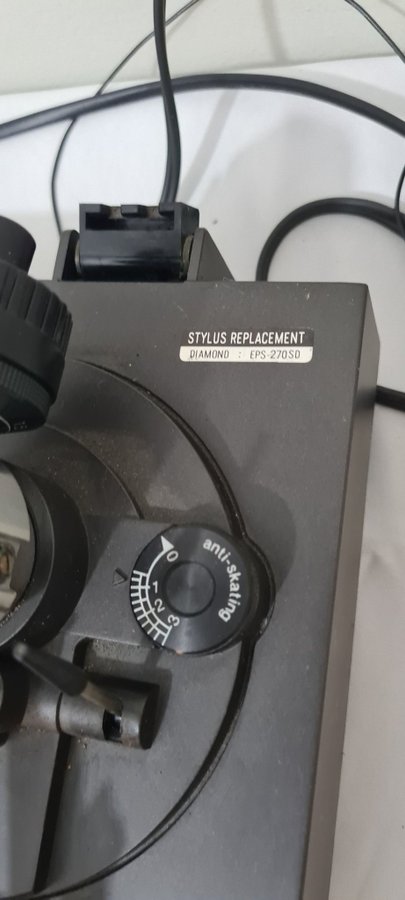 STYLUS REPLACEMENT
DIAMOND : EPS-270SD
anti-skating
0
1
2
3